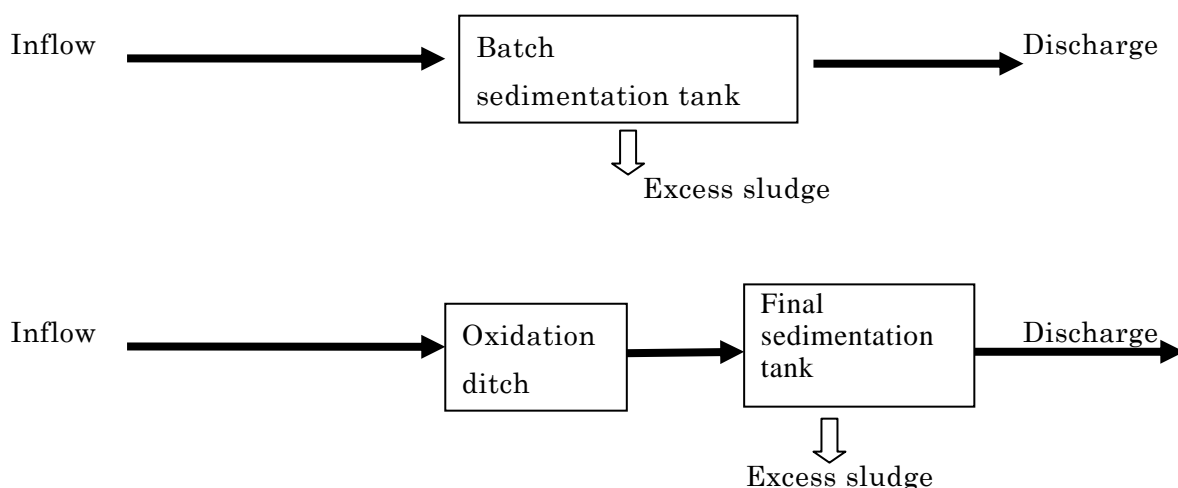 Inflow
Batch
sedimentation tank
Discharge
Excess sludge
Inflow
Oxidation
ditch
Final
sedimentation
tank
Discharge
Excess sludge